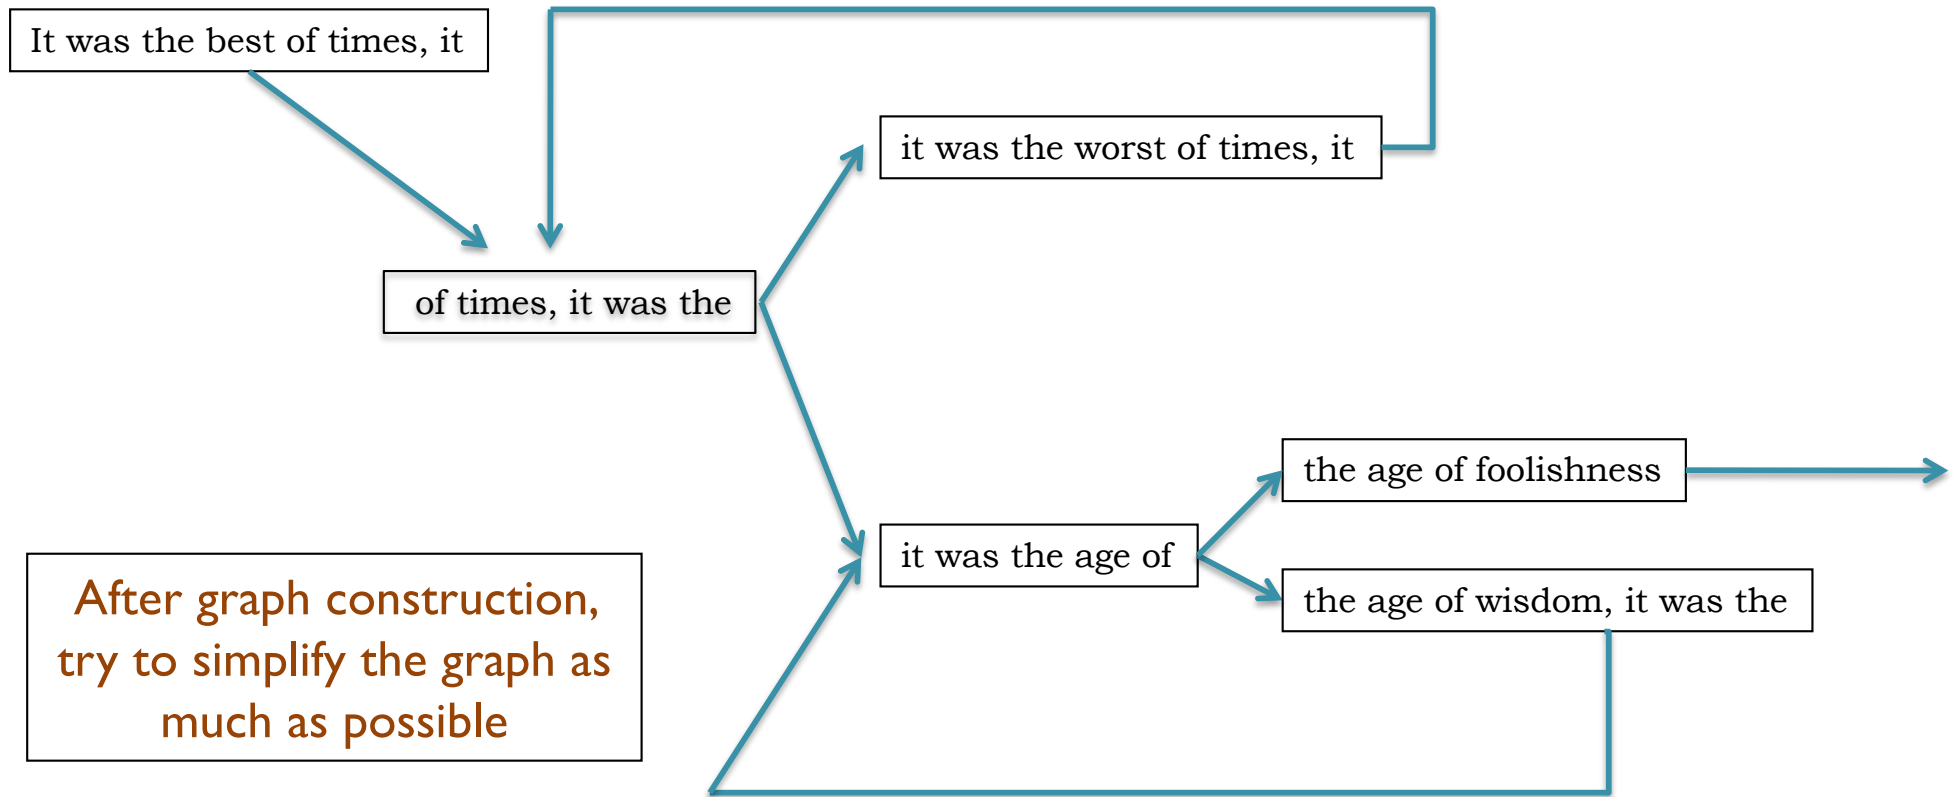 It was the best of times, it
it was the worst of times, it
of times, it was the
the age of foolishness
it was the age of
the age of wisdom, it was the
After graph construction,
try to simplify the graph as
much as possible